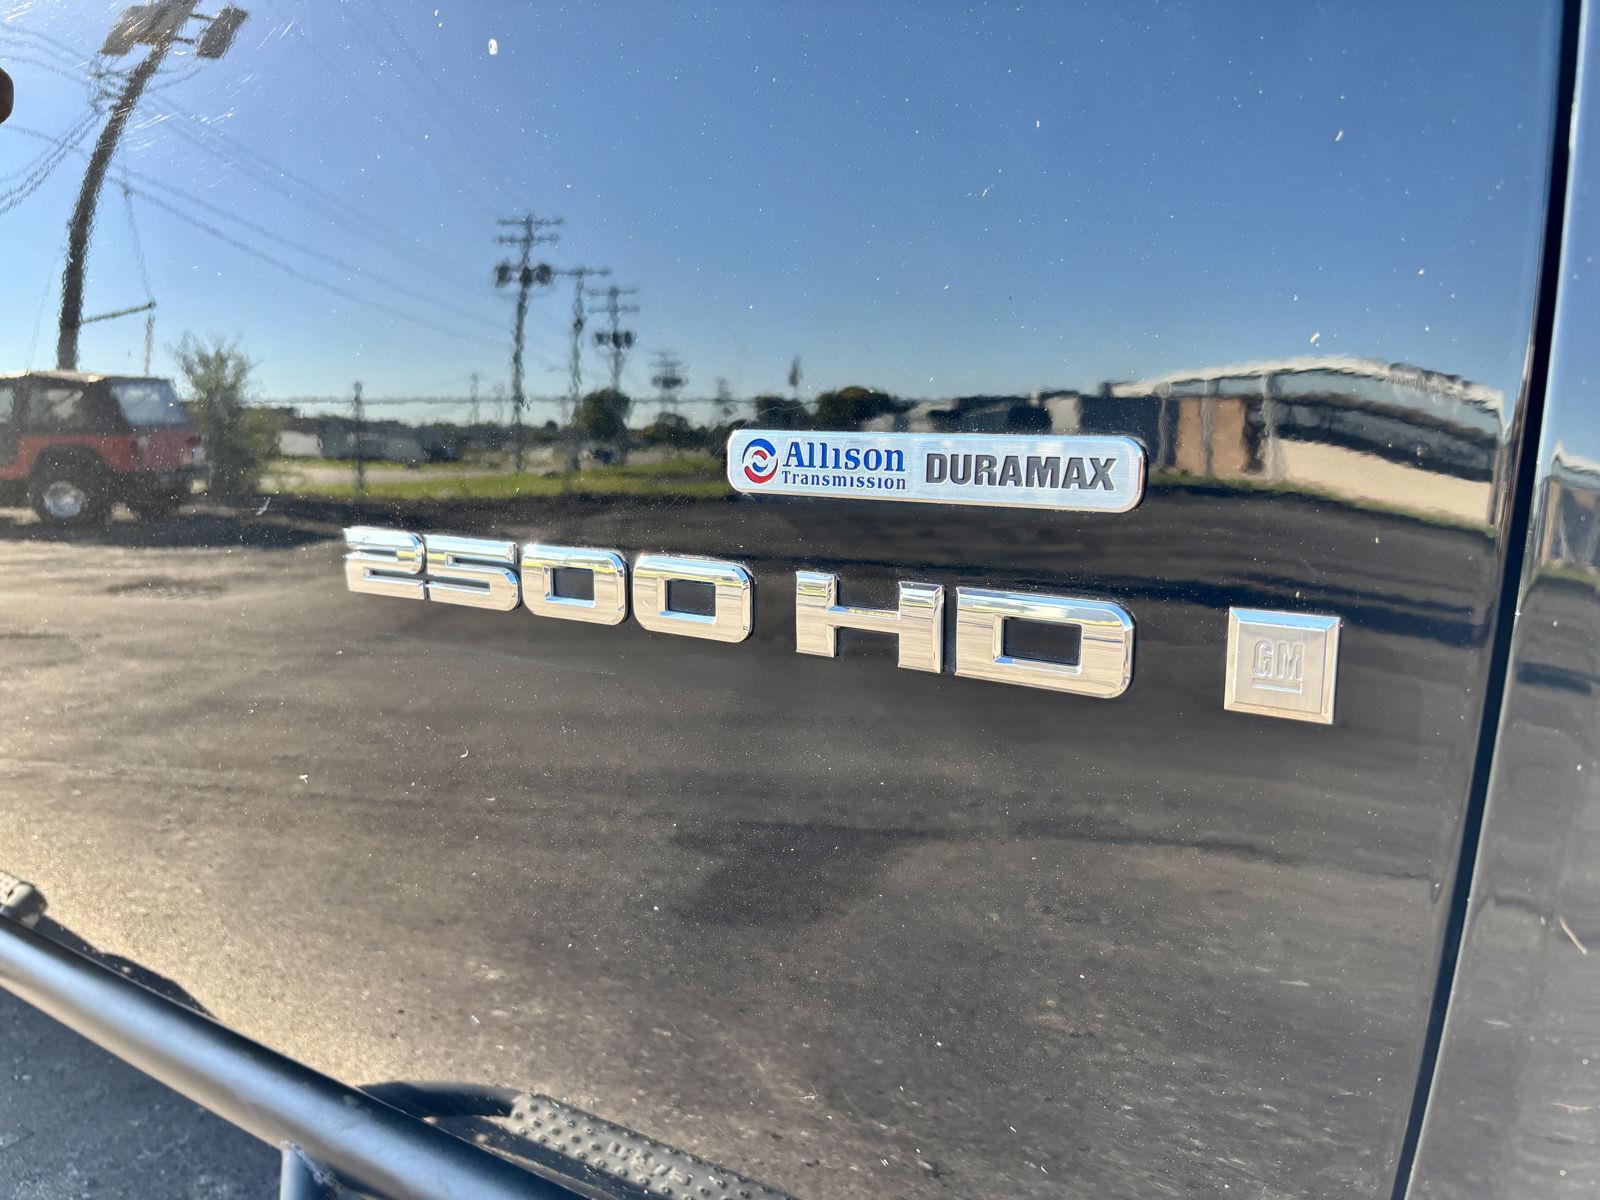 Allison
Transmission
DURAMAX
2500 HD
GM